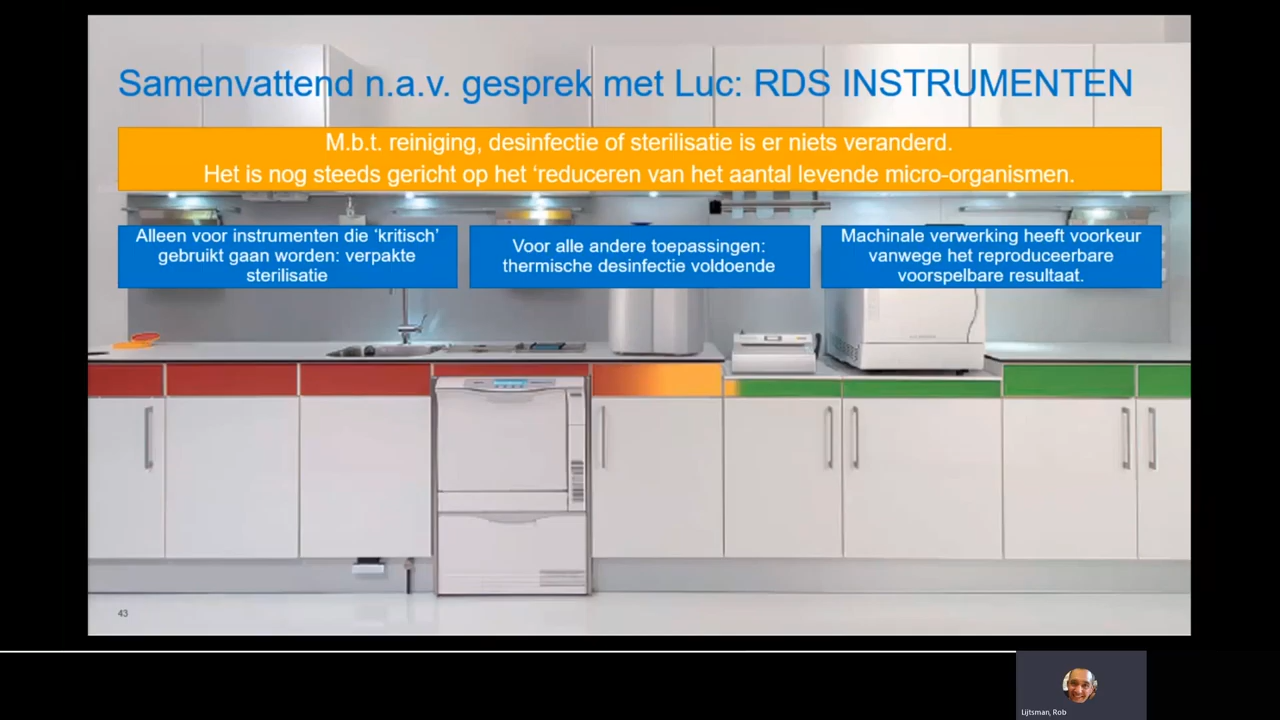 Samenvattend n.a.v. gesprek met Luc: RDS INSTRUMENTEN
M.b.t. reiniging, desinfectie of sterilisatie is er niets veranderd.
Het is nog steeds gericht op het ‘reduceren van het aantal levende micro-organismen.
Alleen voor instrumenten die ‘kritisch’
gebruikt gaan worden: verpakte
sterilisatie
Voor alle andere toepassingen:
thermische desinfectie voldoende
Machinale verwerking heeft voorkeur
vanwege het reproduceerbare
voorspelbare resultaat.
43
Lijtsman, Rob